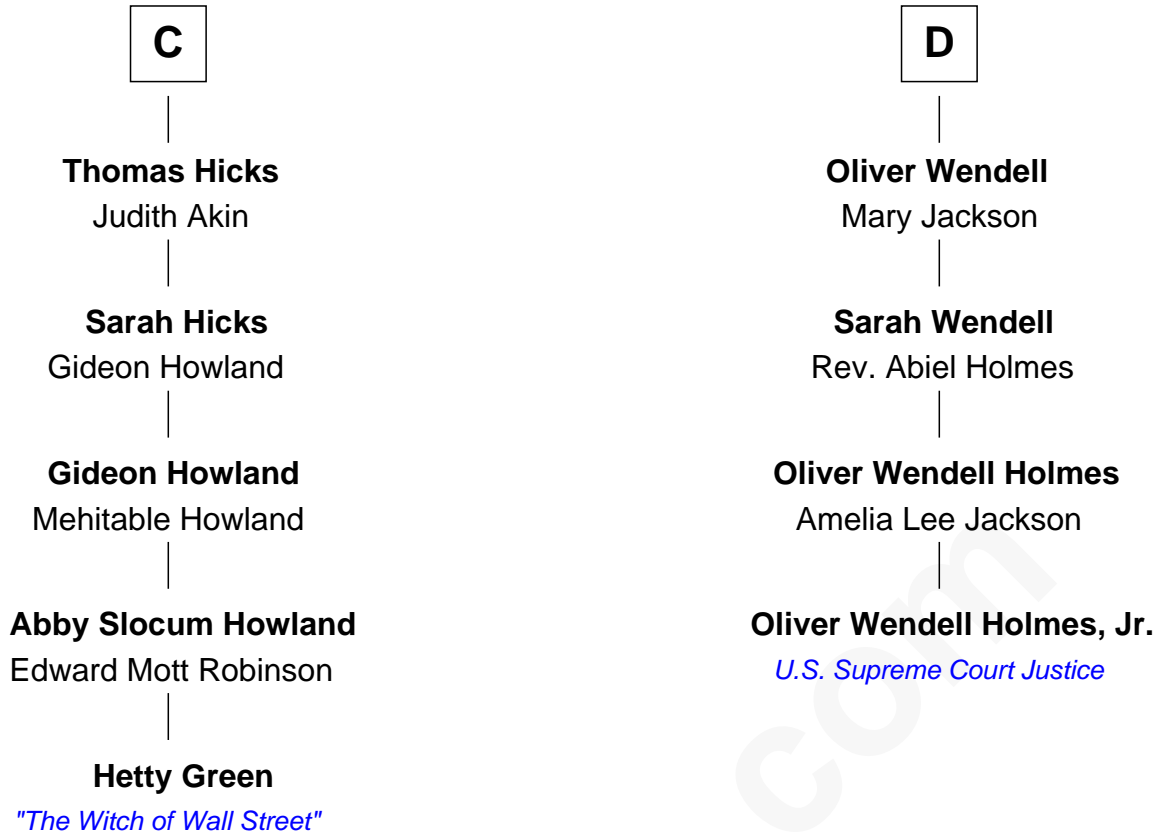 C
Thomas Hicks
Judith Akin
Sarah Hicks
Gideon Howland
Gideon Howland
Mehitable Howland
Abby Slocum Howland
Edward Mott Robinson
Hetty Green
"The Witch of Wall Street"
D
Oliver Wendell
Mary Jackson
Sarah Wendell
Rev. Abiel Holmes
Oliver Wendell Holmes
Amelia Lee Jackson
Oliver Wendell Holmes, Jr.
U.S. Supreme Court Justice
com